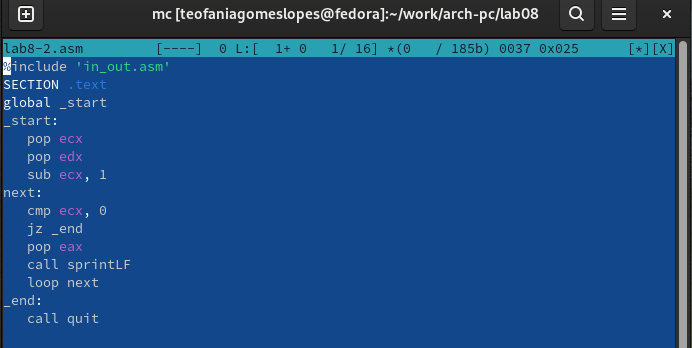 mc [teofaniagomeslopes@fedora]:~/work/arch-pc/lab08
lab8-2.asm [----] 0 L:[ 1+ 0 1/ 16] *(0 / 185b) 0037 0x025 [*][X]
%include 'in_out.asm'
SECTION .text
global _start
_start:
pop ecx
pop edx
sub ecx, 1
next:
cmp ecx, 0
jz _end
pop eax
call sprintLF
loop next
_end:
call quit